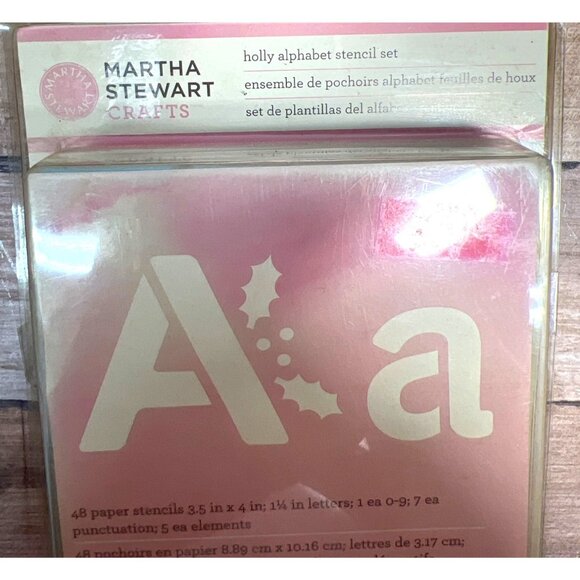 MARTHA
STEWART
CRAFTS
MARTHA STEWART
holly alphabet stencil set
ensemble de pochoirs alphabet feuilles de houx
set de plantillas del
A a
48 paper stencils 3.5 in x 4 in; 1¼ in letters; 1 ea 0-9; 7 ea
punctuation; 5 ea elements
48 pochoirs en papier 8.89 cm x 10.16 cm; lettres de 3.17 cm;